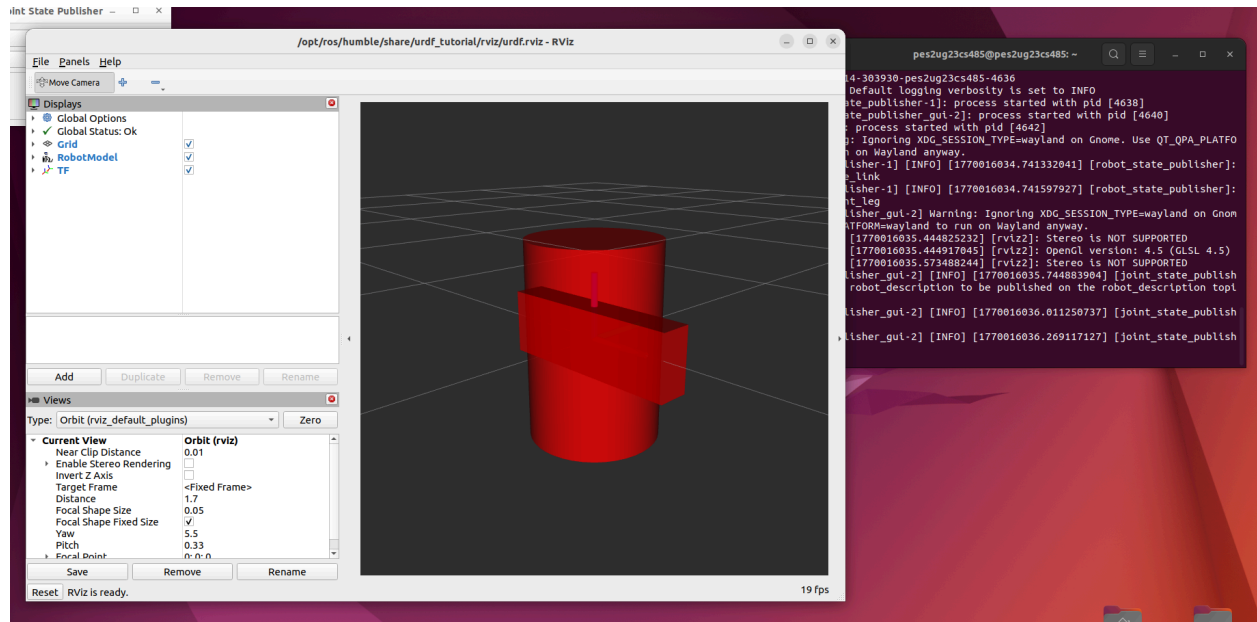 oint State Publisher
/opt/ros/humble/share/urdf_tutorial/rviz/urdf.rviz - RViz
File Panels Help
Move Camera
Displays
Global Options
Global Status: Ok
Grid
RobotModel
TF
Add Duplicate Remove Rename
Views
Type: Orbit (rviz_default_plugins) Zero
Current View Orbit (rviz)
Near Clip Distance 0.01
Enable Stereo Rendering
Invert Z Axis
Target Frame <Fixed Frame>
Distance 1.7
Focal Shape Size 0.05
Focal Shape Fixed Size
Yaw 5.5
Pitch 0.33
Focal Point 0; 0; 0
Save Remove Rename
Reset RViz is ready. 19 fps
pes2ug23cs485@pes2ug23cs485: ~
14-303930-pes2ug23cs485-4636
Default logging verbosity is set to INFO
ate_publisher-1]: process started with pid [4638]
ate_publisher_gui-2]: process started with pid [4640]
: process started with pid [4642]
g: Ignoring XDG_SESSION_TYPE=wayland on Gnome. Use QT_QPA_PLATFO
n on Wayland anyway.
lisher-1] [INFO] [1770016034.741332041] [robot_state_publisher]:
e_link
lisher-1] [INFO] [1770016034.741597927] [robot_state_publisher]:
ht_leg
lisher_gui-2] Warning: Ignoring XDG_SESSION_TYPE=wayland on Gnom
ATFORM=wayland to run on Wayland anyway.
[1770016035.444825232] [rviz2]: Stereo is NOT SUPPORTED
[1770016035.444917045] [rviz2]: OpenGl version: 4.5 (GLSL 4.5)
[1770016035.573488244] [rviz2]: Stereo is NOT SUPPORTED
lisher_gui-2] [INFO] [1770016035.744883904] [joint_state_publish
robot_description to be published on the robot_description topi
lisher_gui-2] [INFO] [1770016036.011250737] [joint_state_publish
lisher_gui-2] [INFO] [1770016036.269117127] [joint_state_publish